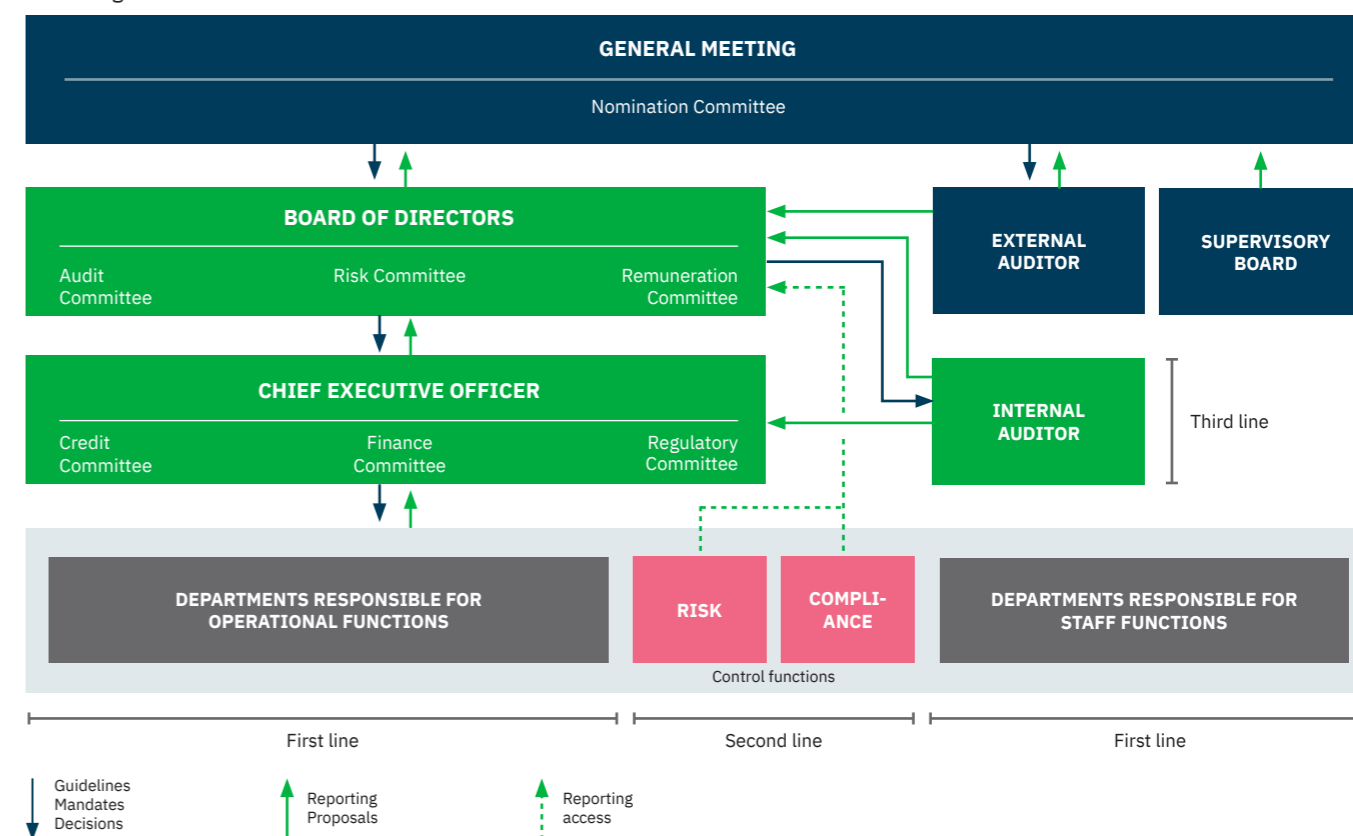 GENERAL MEETING
Nomination Committee
BOARD OF DIRECTORS
Audit
Committee
Risk Committee
Remuneration
Committee
EXTERNAL
AUDITOR
SUPERVISORY
BOARD
CHIEF EXECUTIVE OFFICER
Credit
Committee
Finance
Committee
Regulatory
Committee
INTERNAL
AUDITOR
Third line
DEPARTMENTS RESPONSIBLE FOR
OPERATIONAL FUNCTIONS
RISK
COMPLI-
ANCE
DEPARTMENTS RESPONSIBLE FOR
STAFF FUNCTIONS
Control functions
First line
Second line
First line
Guidelines
Mandates
Decisions
Reporting
Proposals
Reporting
access